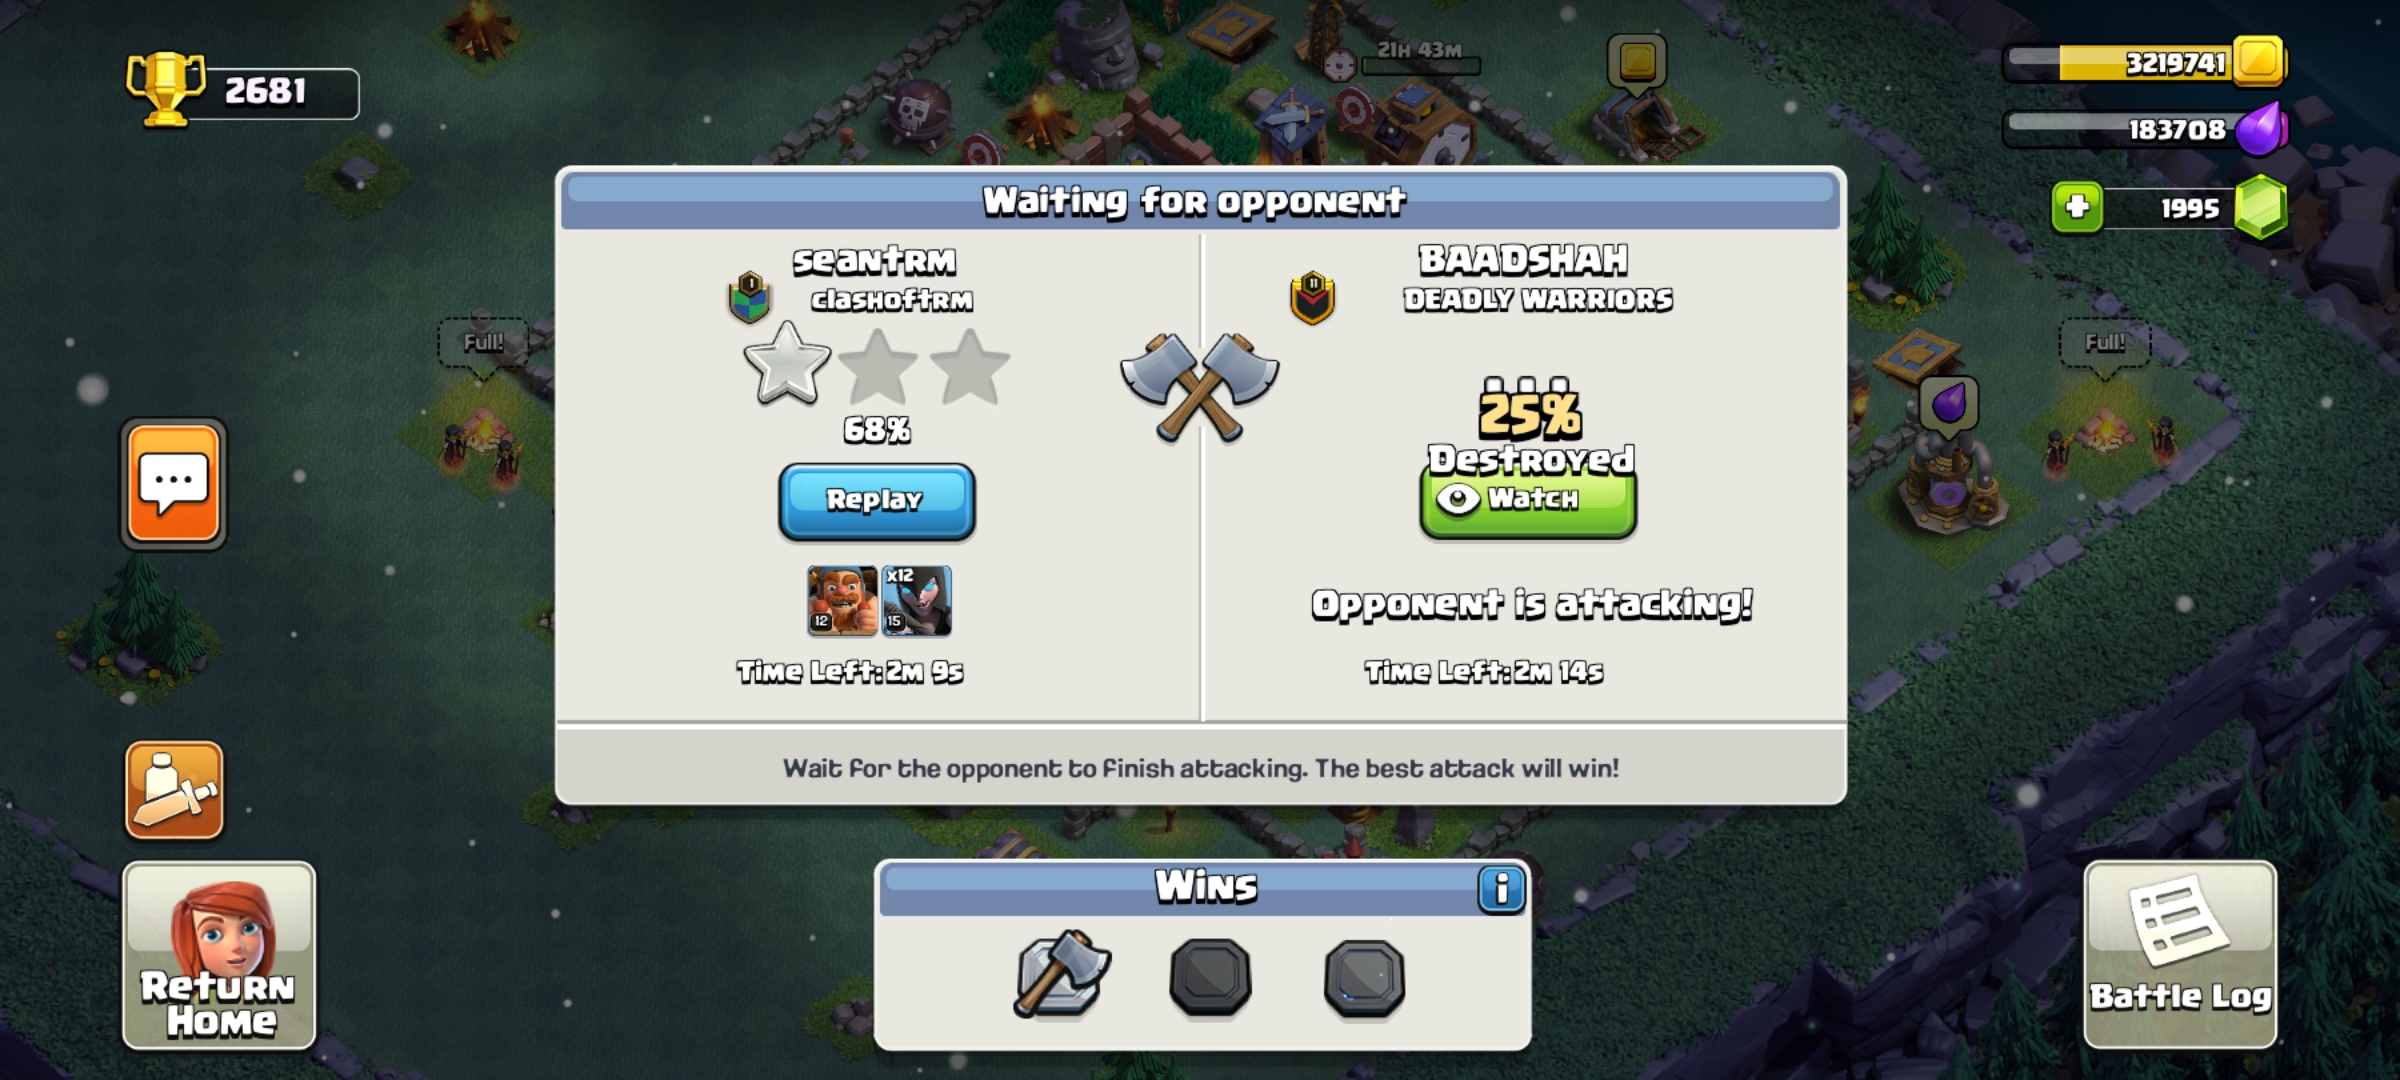 2681
21H 43M
3219741
183708
1995
Waiting for opponent
seantrm
clashoftrm
68%
Replay
x12
12
15
Time Left:2m 9s
BAADSHAH
DEADLY WARRIORS
25%
Destroyed
Watch
Opponent is attacking!
Time Left:2m 14s
Wait for the opponent to finish attacking. The best attack will win!
Full!
Full!
Wins
i
Return
Home
Battle Log